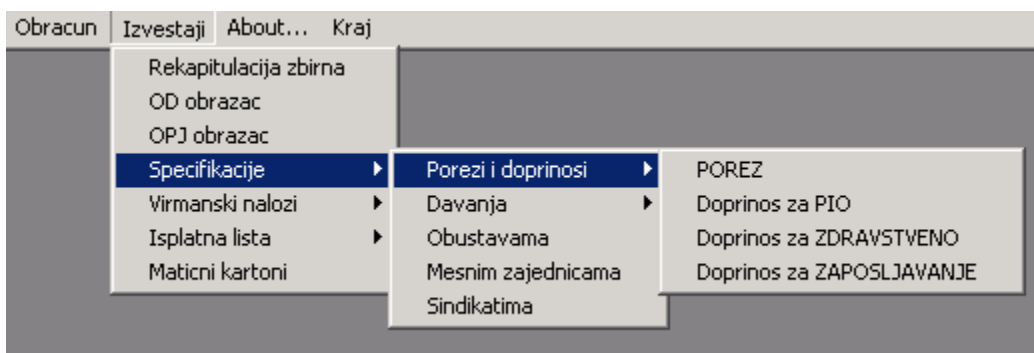 Obracun Izvestaji About... Kraj
Rekapitulacija zbirna
OD obrazac
OPJ obrazac
Specifikacije
Virmanski nalozi
Isplatna lista
Maticni kartoni
Porezi i doprinosi
Davanja
Obustavama
Mesnim zajednicama
Sindikatima
POREZ
Doprinos za PIO
Doprinos za ZDRAVSTVENO
Doprinos za ZAPOSLJAVANJE